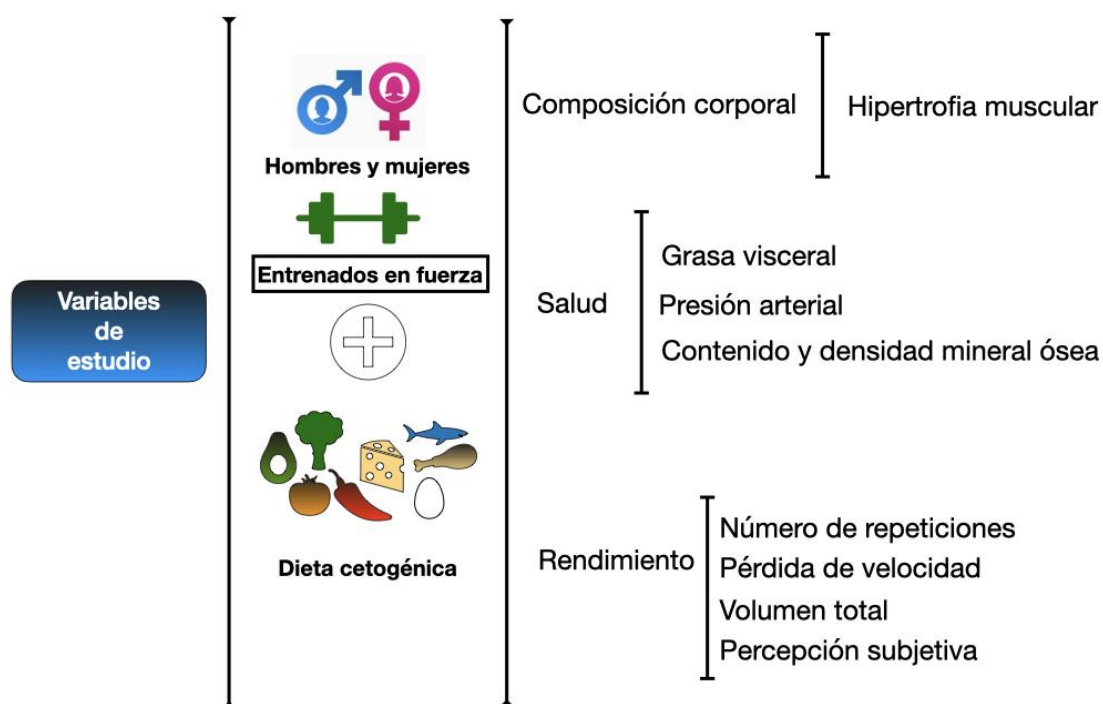 Variables
de
estudio
Hombres y mujeres
Entrenados en fuerza
Dieta cetogénica
Composición corporal
Hipertrofia muscular
Salud
Grasa visceral
Presión arterial
Contenido y densidad mineral ósea
Rendimiento
Número de repeticiones
Pérdida de velocidad
Volumen total
Percepción subjetiva